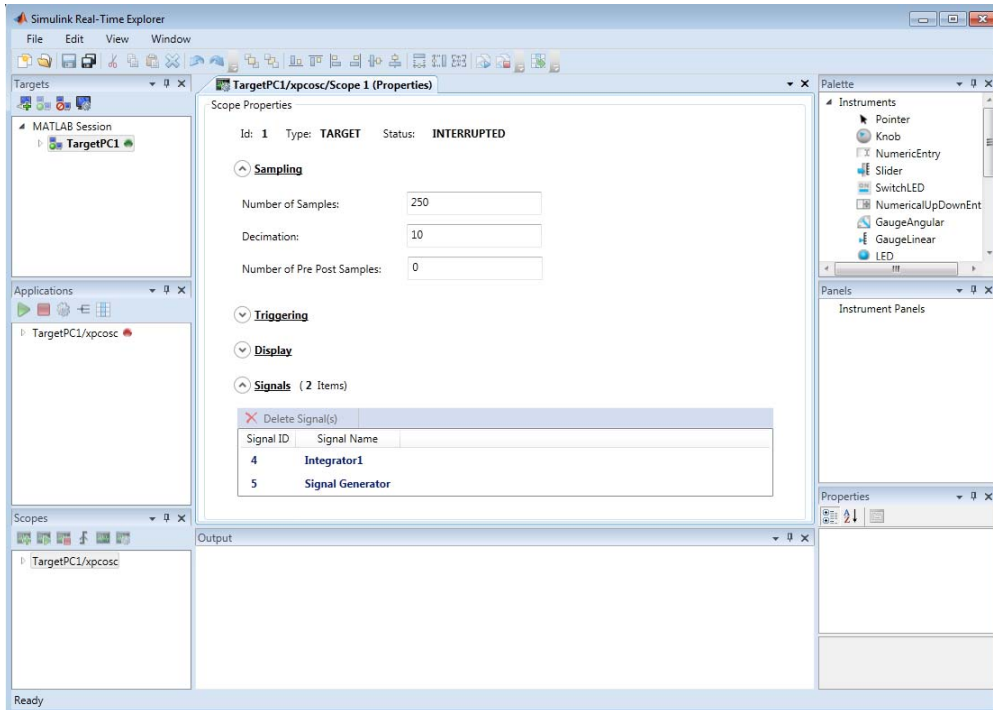 Simulink Real-Time Explorer
File Edit View Window
Targets
MATLAB Session
TargetPC1
Applications
TargetPC1/xpcosc
Scopes
TargetPC1/xpcosc
TargetPC1/xpcosc/Scope 1 (Properties)
Scope Properties
Id: 1 Type: TARGET Status: INTERRUPTED
Sampling
Number of Samples: 250
Decimation: 10
Number of Pre Post Samples: 0
Triggering
Display
Signals ( 2 Items)
Delete Signal(s)
Signal ID Signal Name
4 Integrator1
5 Signal Generator
Output
Palette
Instruments
Pointer
Knob
NumericEntry
Slider
SwitchLED
NumericalUpDownEnt
GaugeAngular
GaugeLinear
LED
Panels
Instrument Panels
Properties
Ready